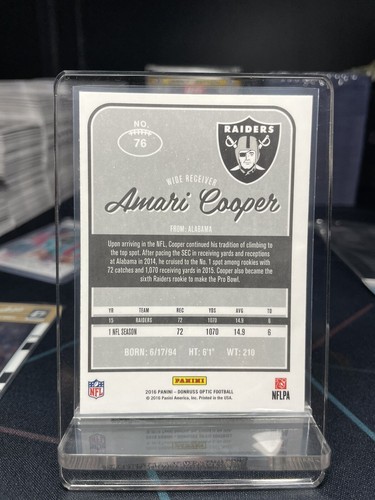 NO.
76
RAIDERS
WIDE RECEIVER
Amari Cooper
FROM: ALABAMA
Upon arriving in the NFL, Cooper continued his tradition of climbing to
the top spot. After pacing the SEC in receiving yards and receptions
at Alabama in 2014, he cruised to the No. 1 spot among rookies with
72 catches and 1,070 receiving yards in 2015. Cooper also became the
sixth Raiders rookie to make the Pro Bowl.
YR TEAM REC YDS AVG TD
15 RAIDERS 72 1070 14.9 6
1 NFL SEASON 72 1070 14.9 6
BORN: 6/17/94 HT: 6'1" WT: 210
NFL
PANINI
2016 PANINI - DONRUSS OPTIC FOOTBALL
© 2016 Panini America, Inc. Printed in the USA.
NFLPA